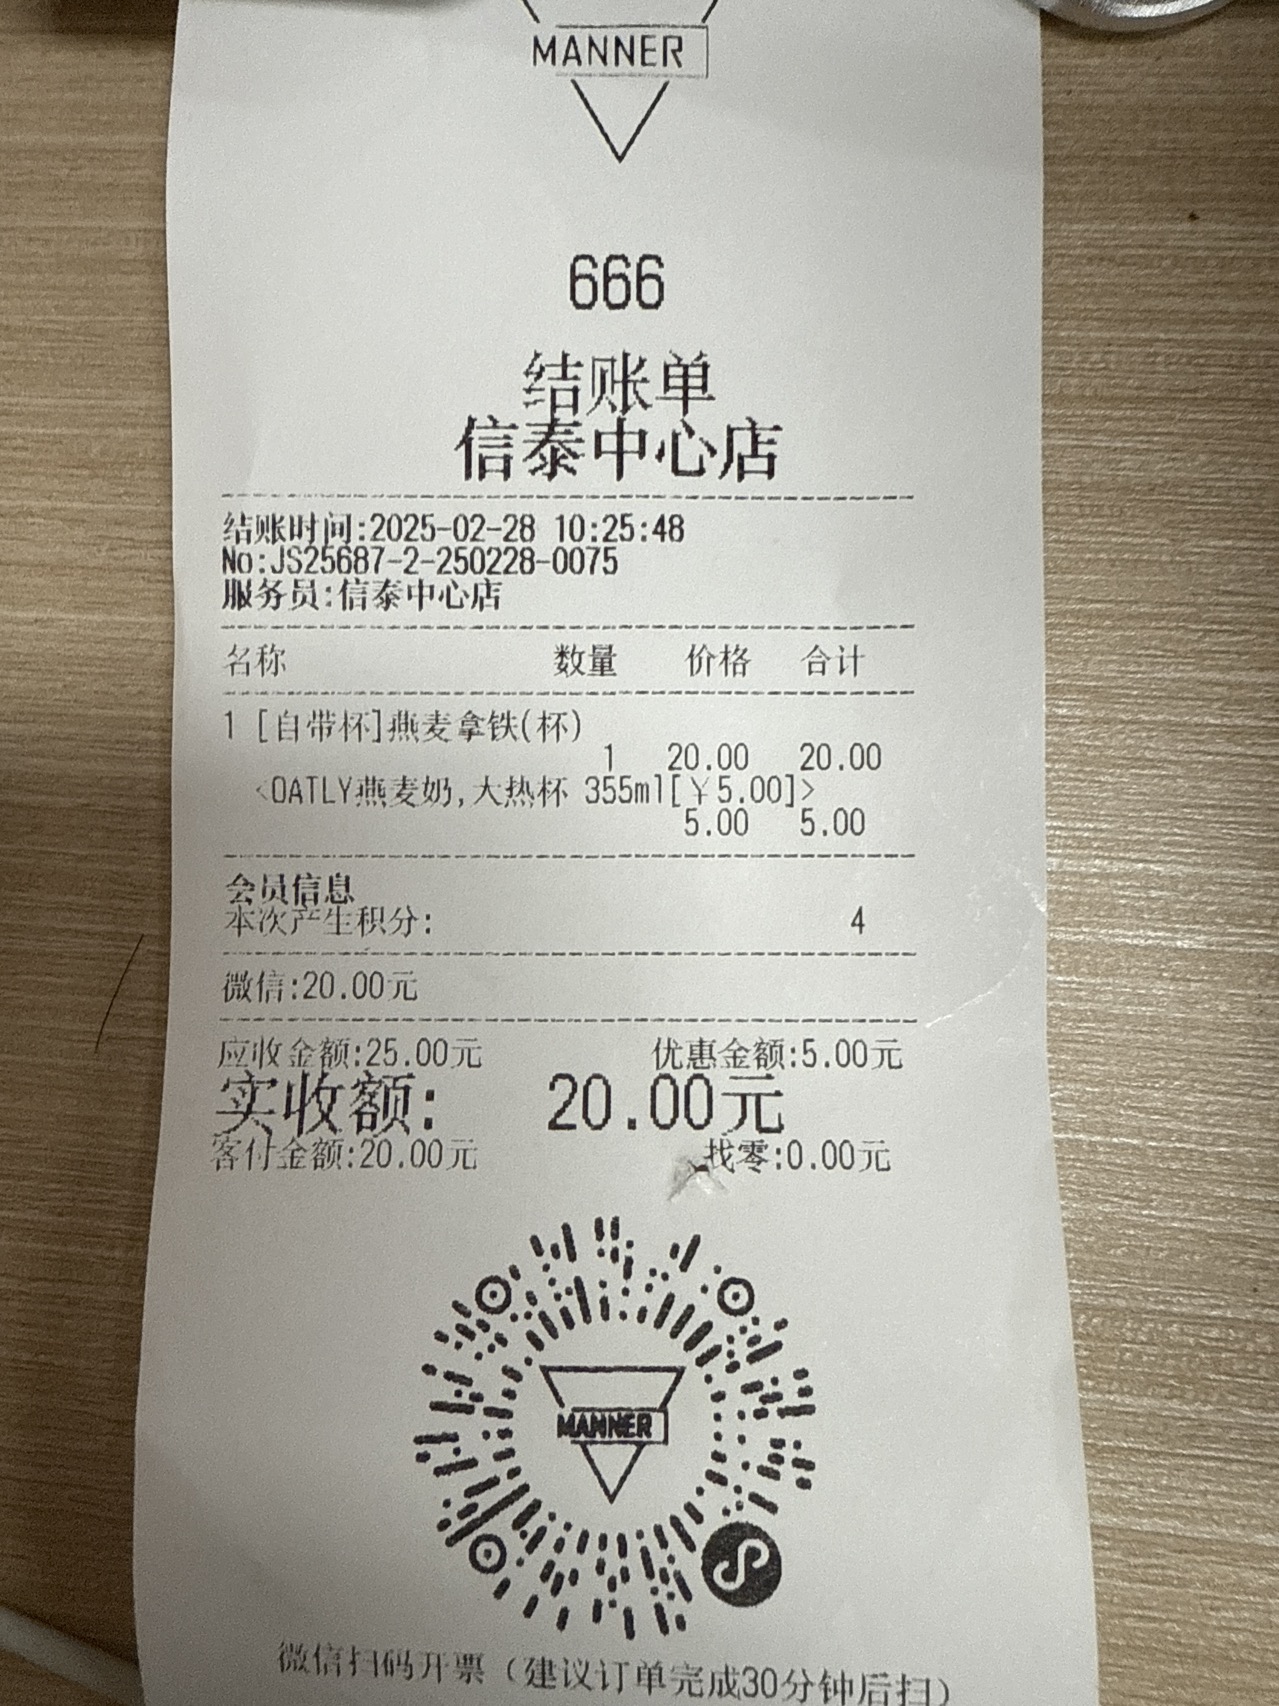 MANNER
666
结账单
信泰中心店
结账时间:2025-02-28 10:25:48
No:JS25687-2-250228-0075
服务员:信泰中心店
名称 数量 价格 合计
1 [自带杯]燕麦拿铁(杯)
1 20.00 20.00
<OATLY燕麦奶,大热杯 355ml[￥5.00]>
5.00 5.00
会员信息
本次产生积分: 4
微信:20.00元
应收金额:25.00元 优惠金额:5.00元
实收额: 20.00元
客付金额:20.00元 找零:0.00元
MANNER
微信扫码开票（建议订单完成30分钟后扫）